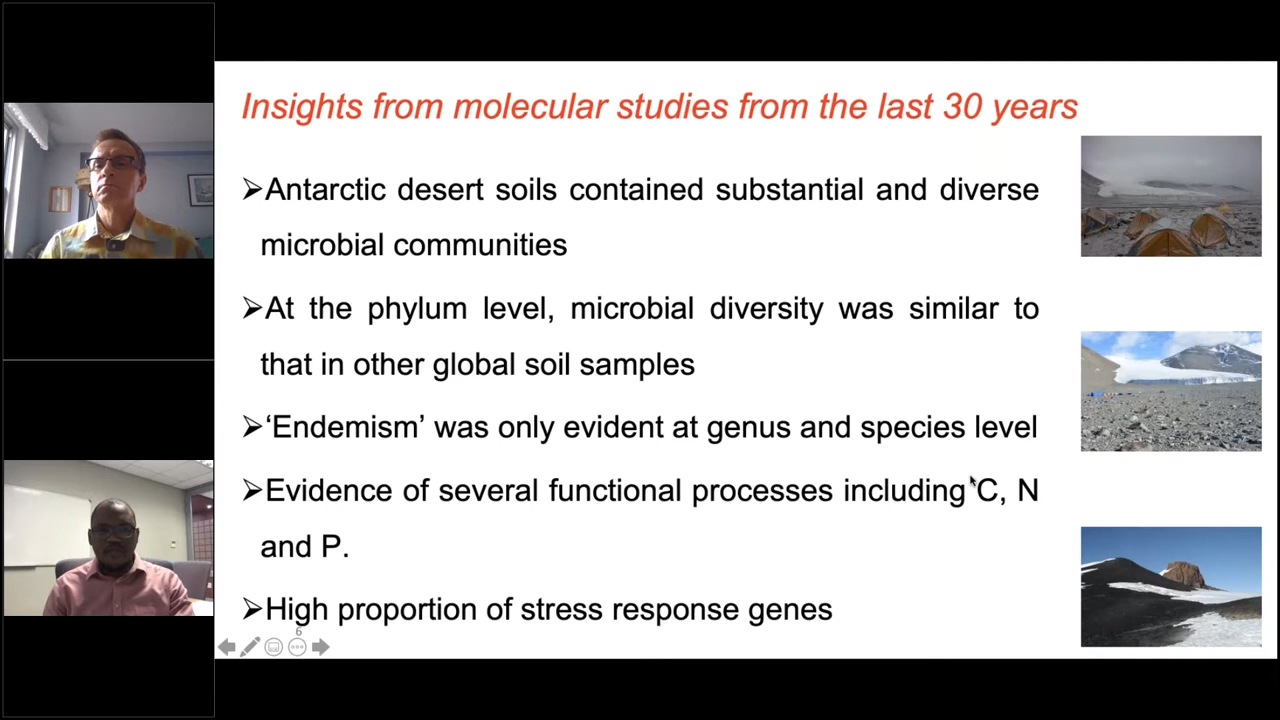 Insights from molecular studies from the last 30 years
➢Antarctic desert soils contained substantial and diverse
microbial communities
➢At the phylum level, microbial diversity was similar to
that in other global soil samples
➢‘Endemism’ was only evident at genus and species level
➢Evidence of several functional processes including C, N
and P.
➢High proportion of stress response genes
6